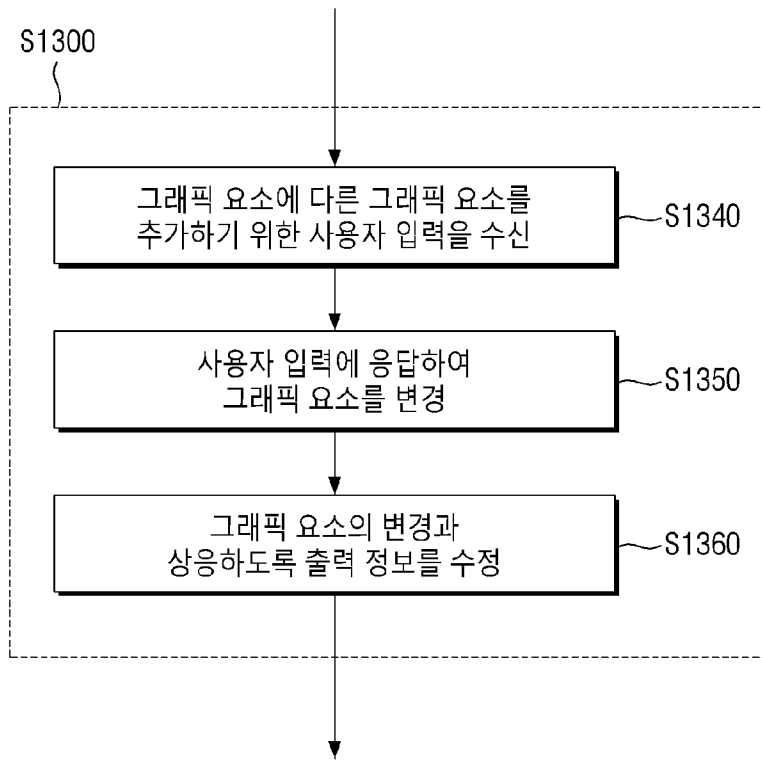 S1300
그래픽 요소에 다른 그래픽 요소를
추가하기 위한 사용자 입력을 수신
S1340
사용자 입력에 응답하여
그래픽 요소를 변경
S1350
그래픽 요소의 변경과
상응하도록 출력 정보를 수정
S1360